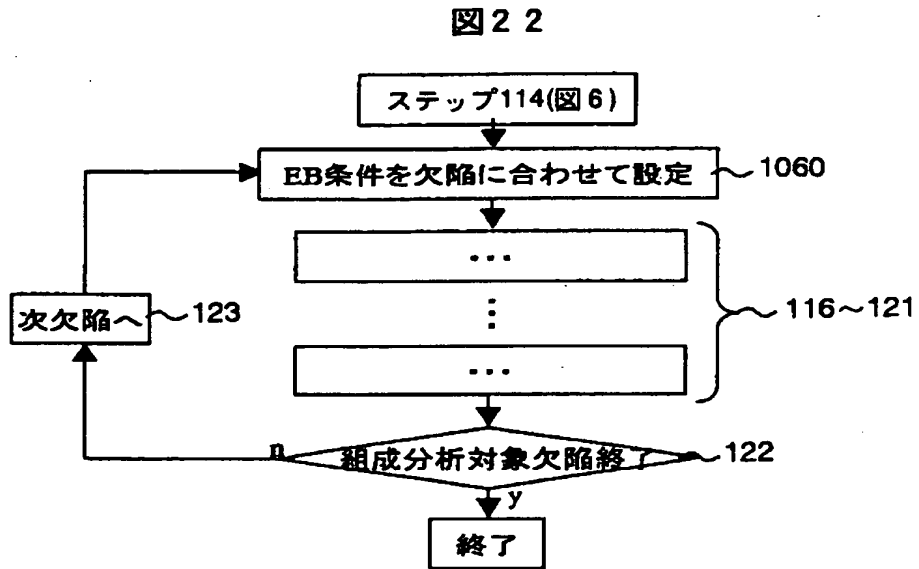 図22
ステップ114(図6)
EB条件を欠陥に合わせて設定
1060
...
⋮
116~121
...
次欠陥へ
123
n
組成分析対象欠陥終了
122
y
終了